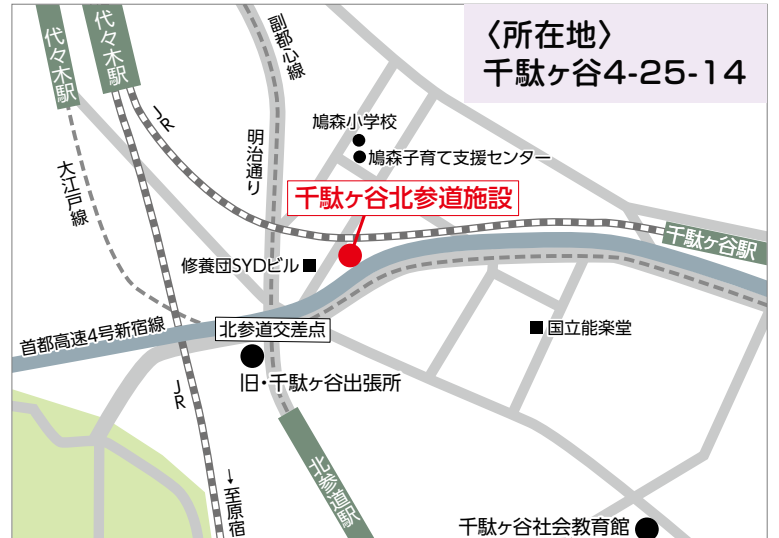 代々木駅
代々木駅
副都心線
〈所在地〉
千駄ヶ谷4-25-14
JR
鳩森小学校
鳩森子育て支援センター
明治通り
大江戸線
千駄ヶ谷北参道施設
千駄ヶ谷駅
修養団SYDビル
首都高速4号新宿線
北参道交差点
国立能楽堂
旧・千駄ヶ谷出張所
JR
北参道駅
→至原宿
千駄ヶ谷社会教育館